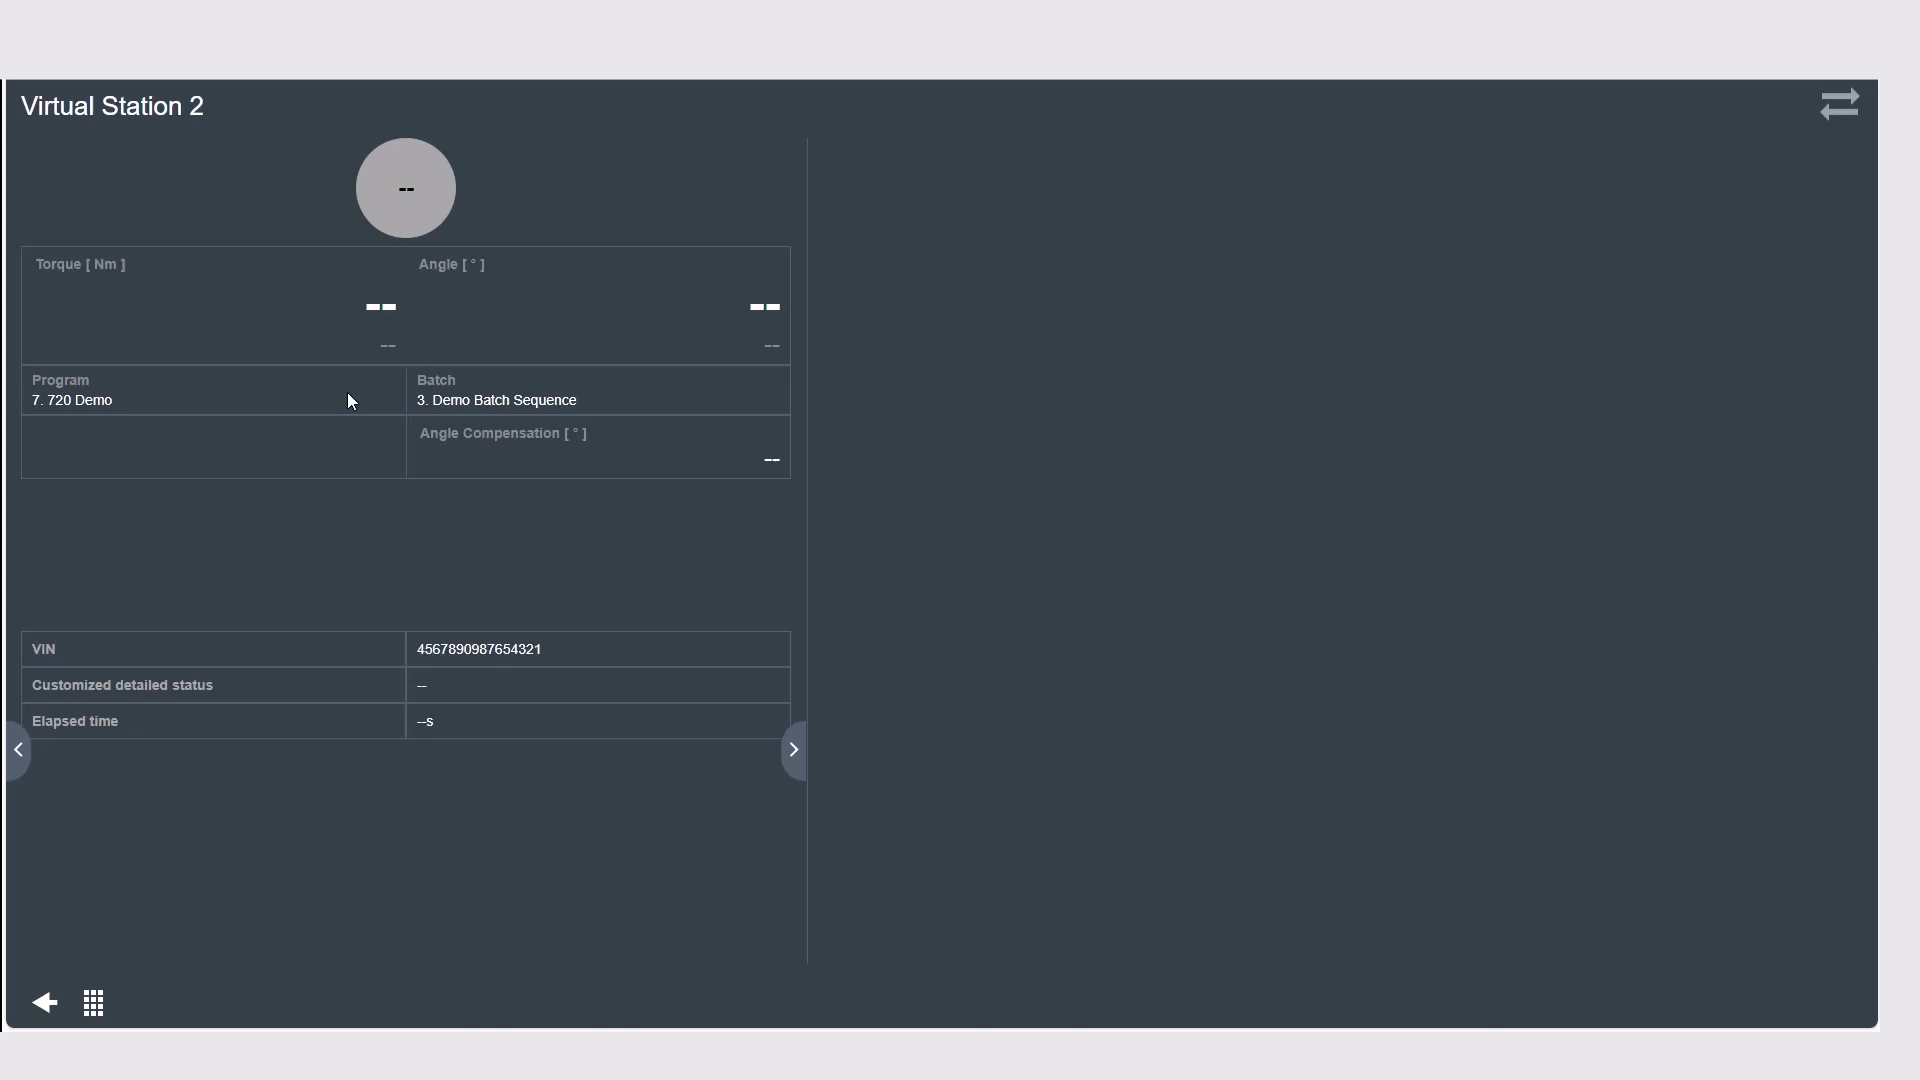 Virtual Station 2
--
Torque [ Nm ]
Angle [ ° ]
--
--
--
--
Program
7. 720 Demo
Batch
3. Demo Batch Sequence
Angle Compensation [ ° ]
--
VIN
4567890987654321
Customized detailed status
--
Elapsed time
--s